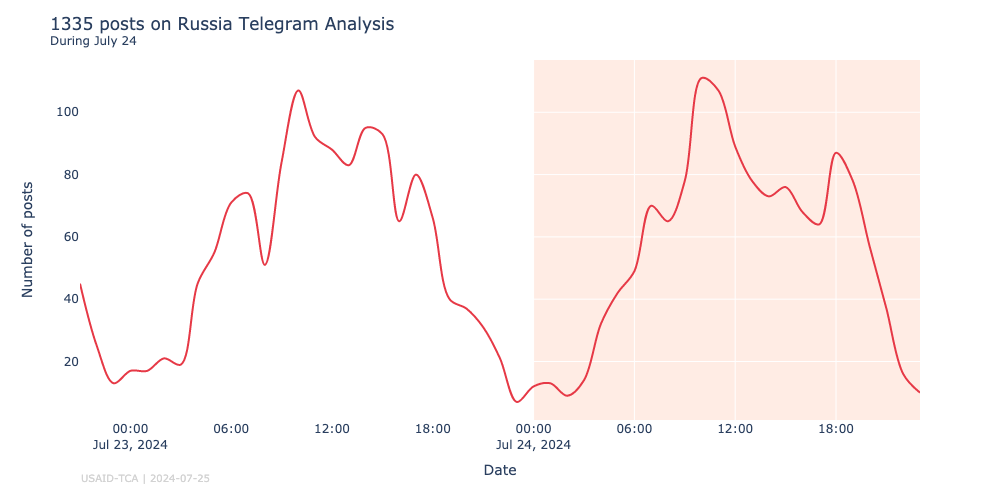 1335 posts on Russia Telegram Analysis
During July 24
Number of posts
100
80
60
40
20
00:00 06:00 12:00 18:00 00:00 06:00 12:00 18:00
Jul 23, 2024 Jul 24, 2024
Date
USAID-TCA | 2024-07-25